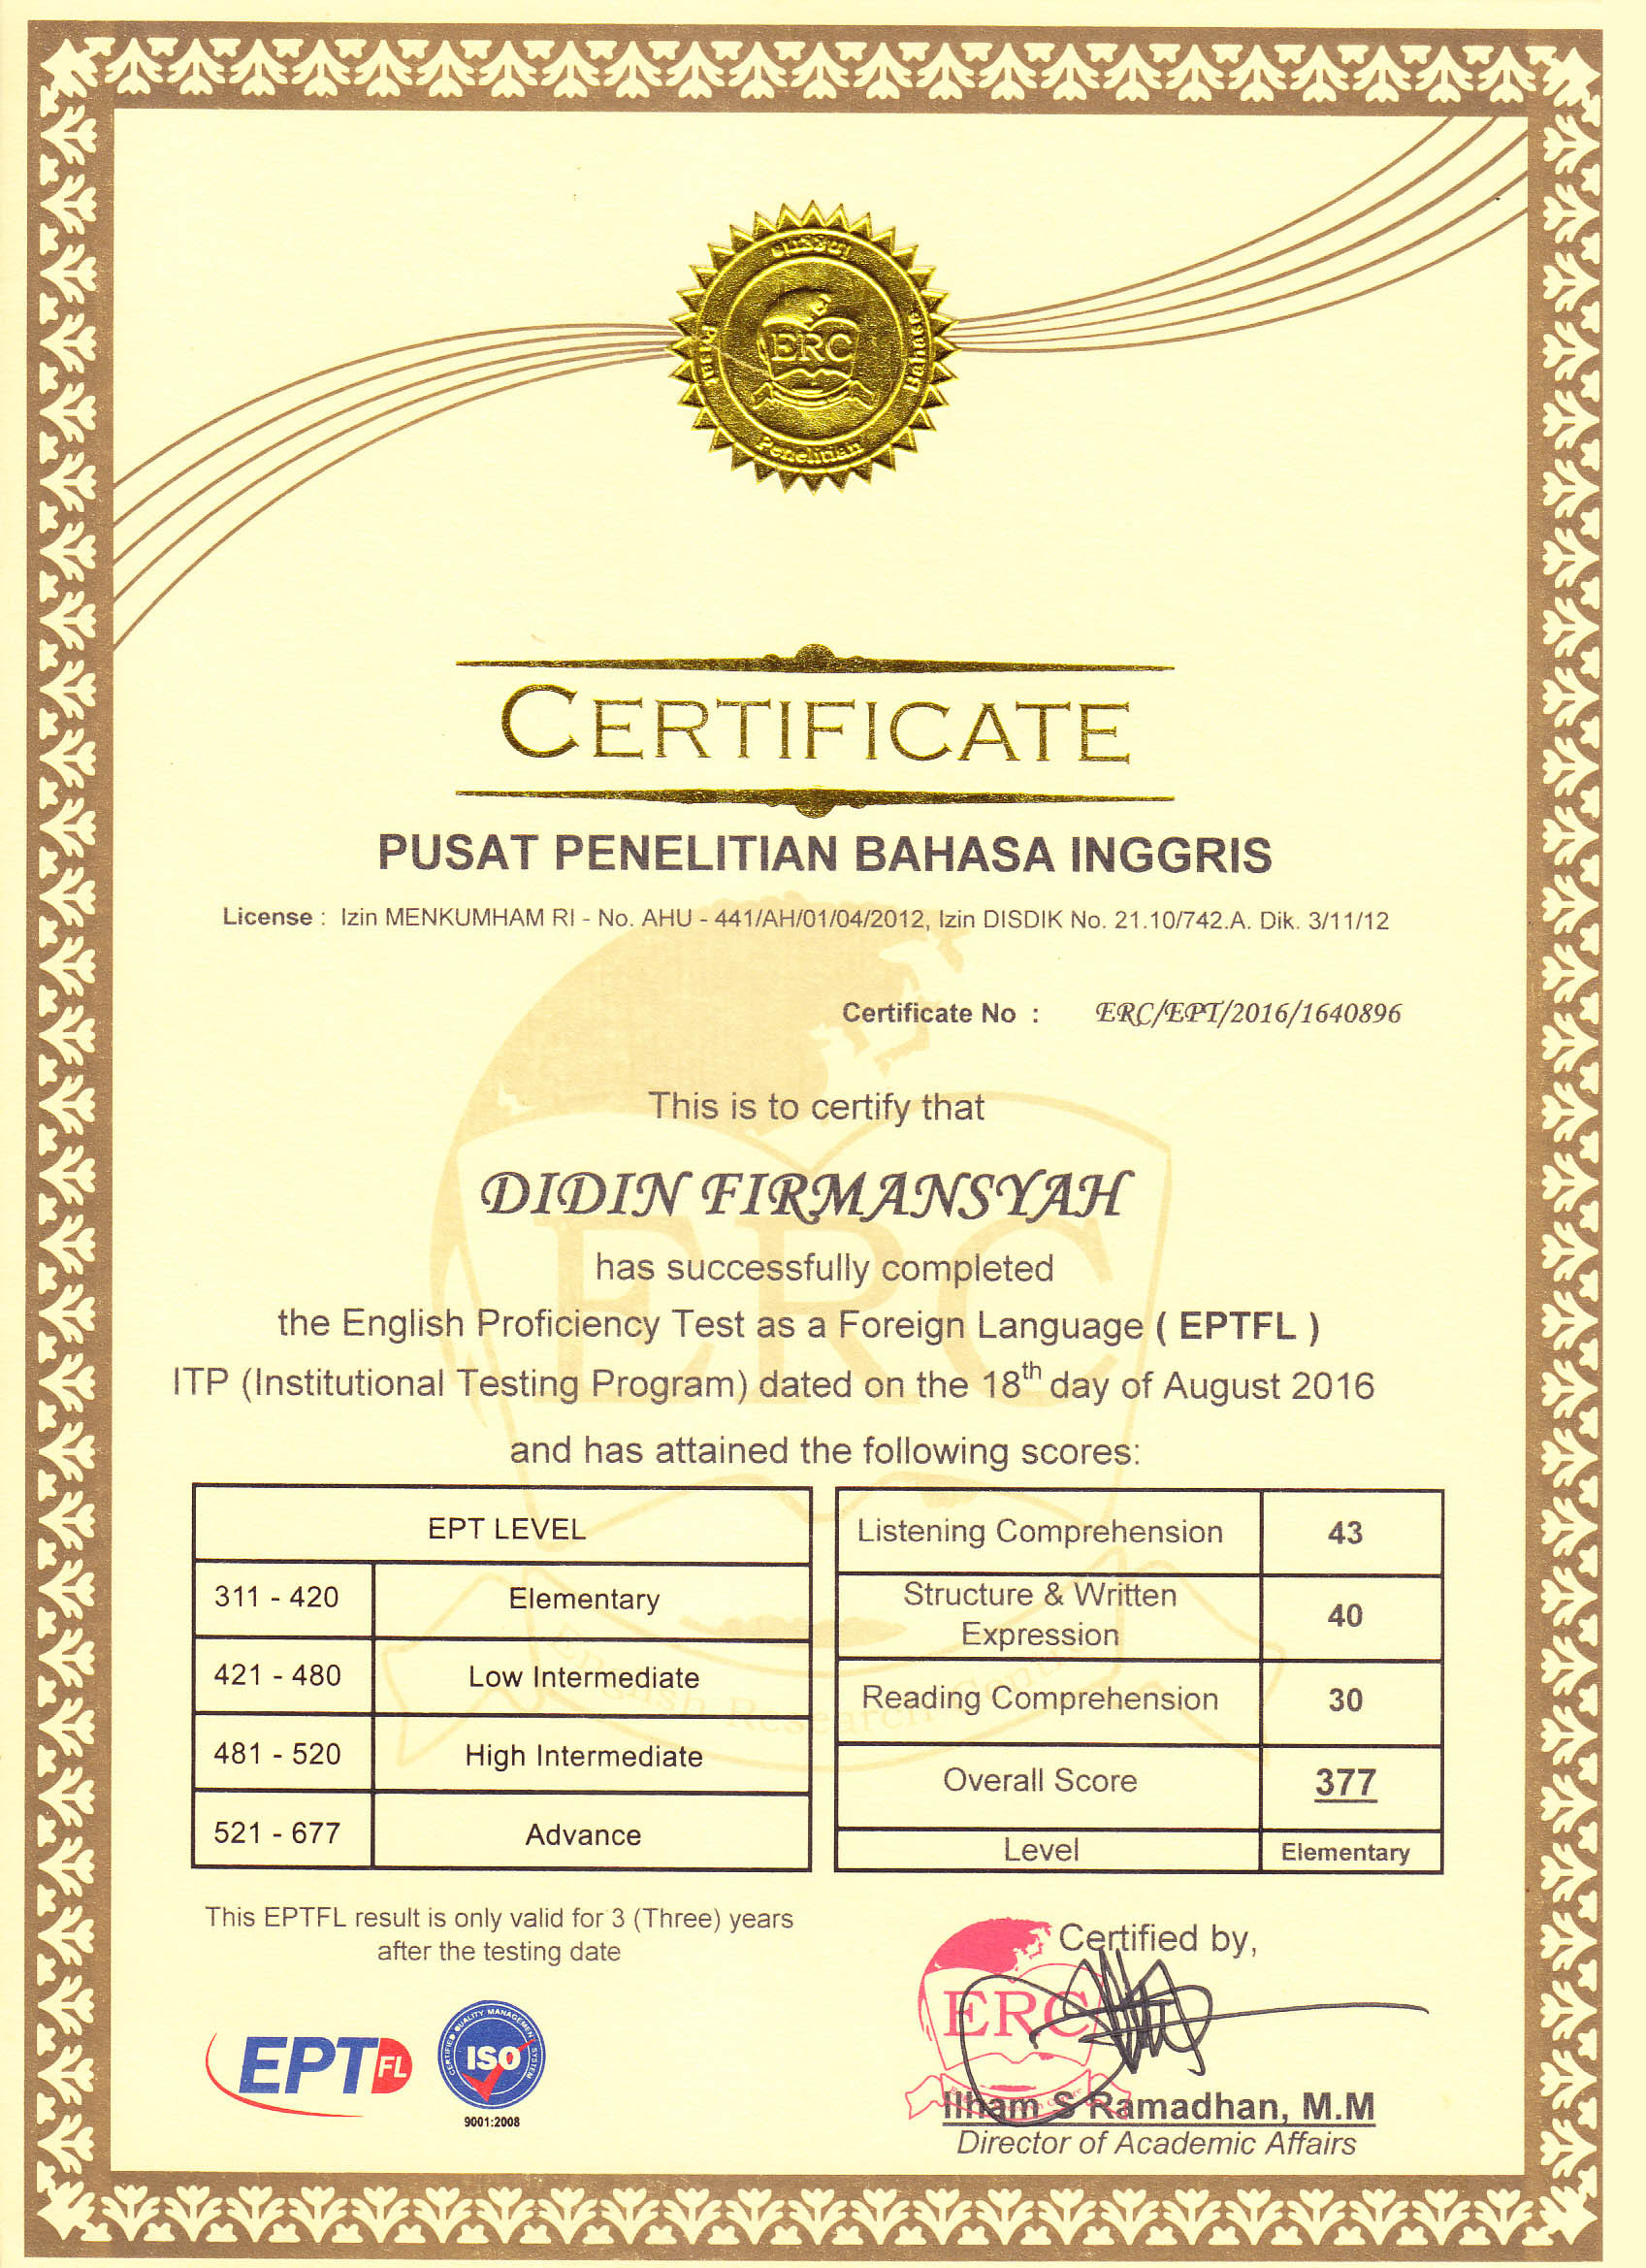 Pusat Penelitian Bahasa Inggris
ERC
CERTIFICATE
PUSAT PENELITIAN BAHASA INGGRIS
License : Izin MENKUMHAM RI - No. AHU - 441/AH/01/04/2012, Izin DISDIK No. 21.10/742.A. Dik. 3/11/12
Certificate No : ERC/EPT/2016/1640896
This is to certify that
DIDIN FIRMANSYAH
has successfully completed
the English Proficiency Test as a Foreign Language ( EPTFL )
ITP (Institutional Testing Program) dated on the 18th day of August 2016
and has attained the following scores:
EPT LEVEL
311 - 420 Elementary
421 - 480 Low Intermediate
481 - 520 High Intermediate
521 - 677 Advance
Listening Comprehension 43
Structure & Written
Expression 40
Reading Comprehension 30
Overall Score 377
Level Elementary
ERC
English Research Centre
This EPTFL result is only valid for 3 (Three) years
after the testing date
EPT FL
CERTIFIED QUALITY MANAGEMENT SYSTEM
ISO
9001:2008
Certified by,
ERC
Ilham S Ramadhan, M.M
Director of Academic Affairs